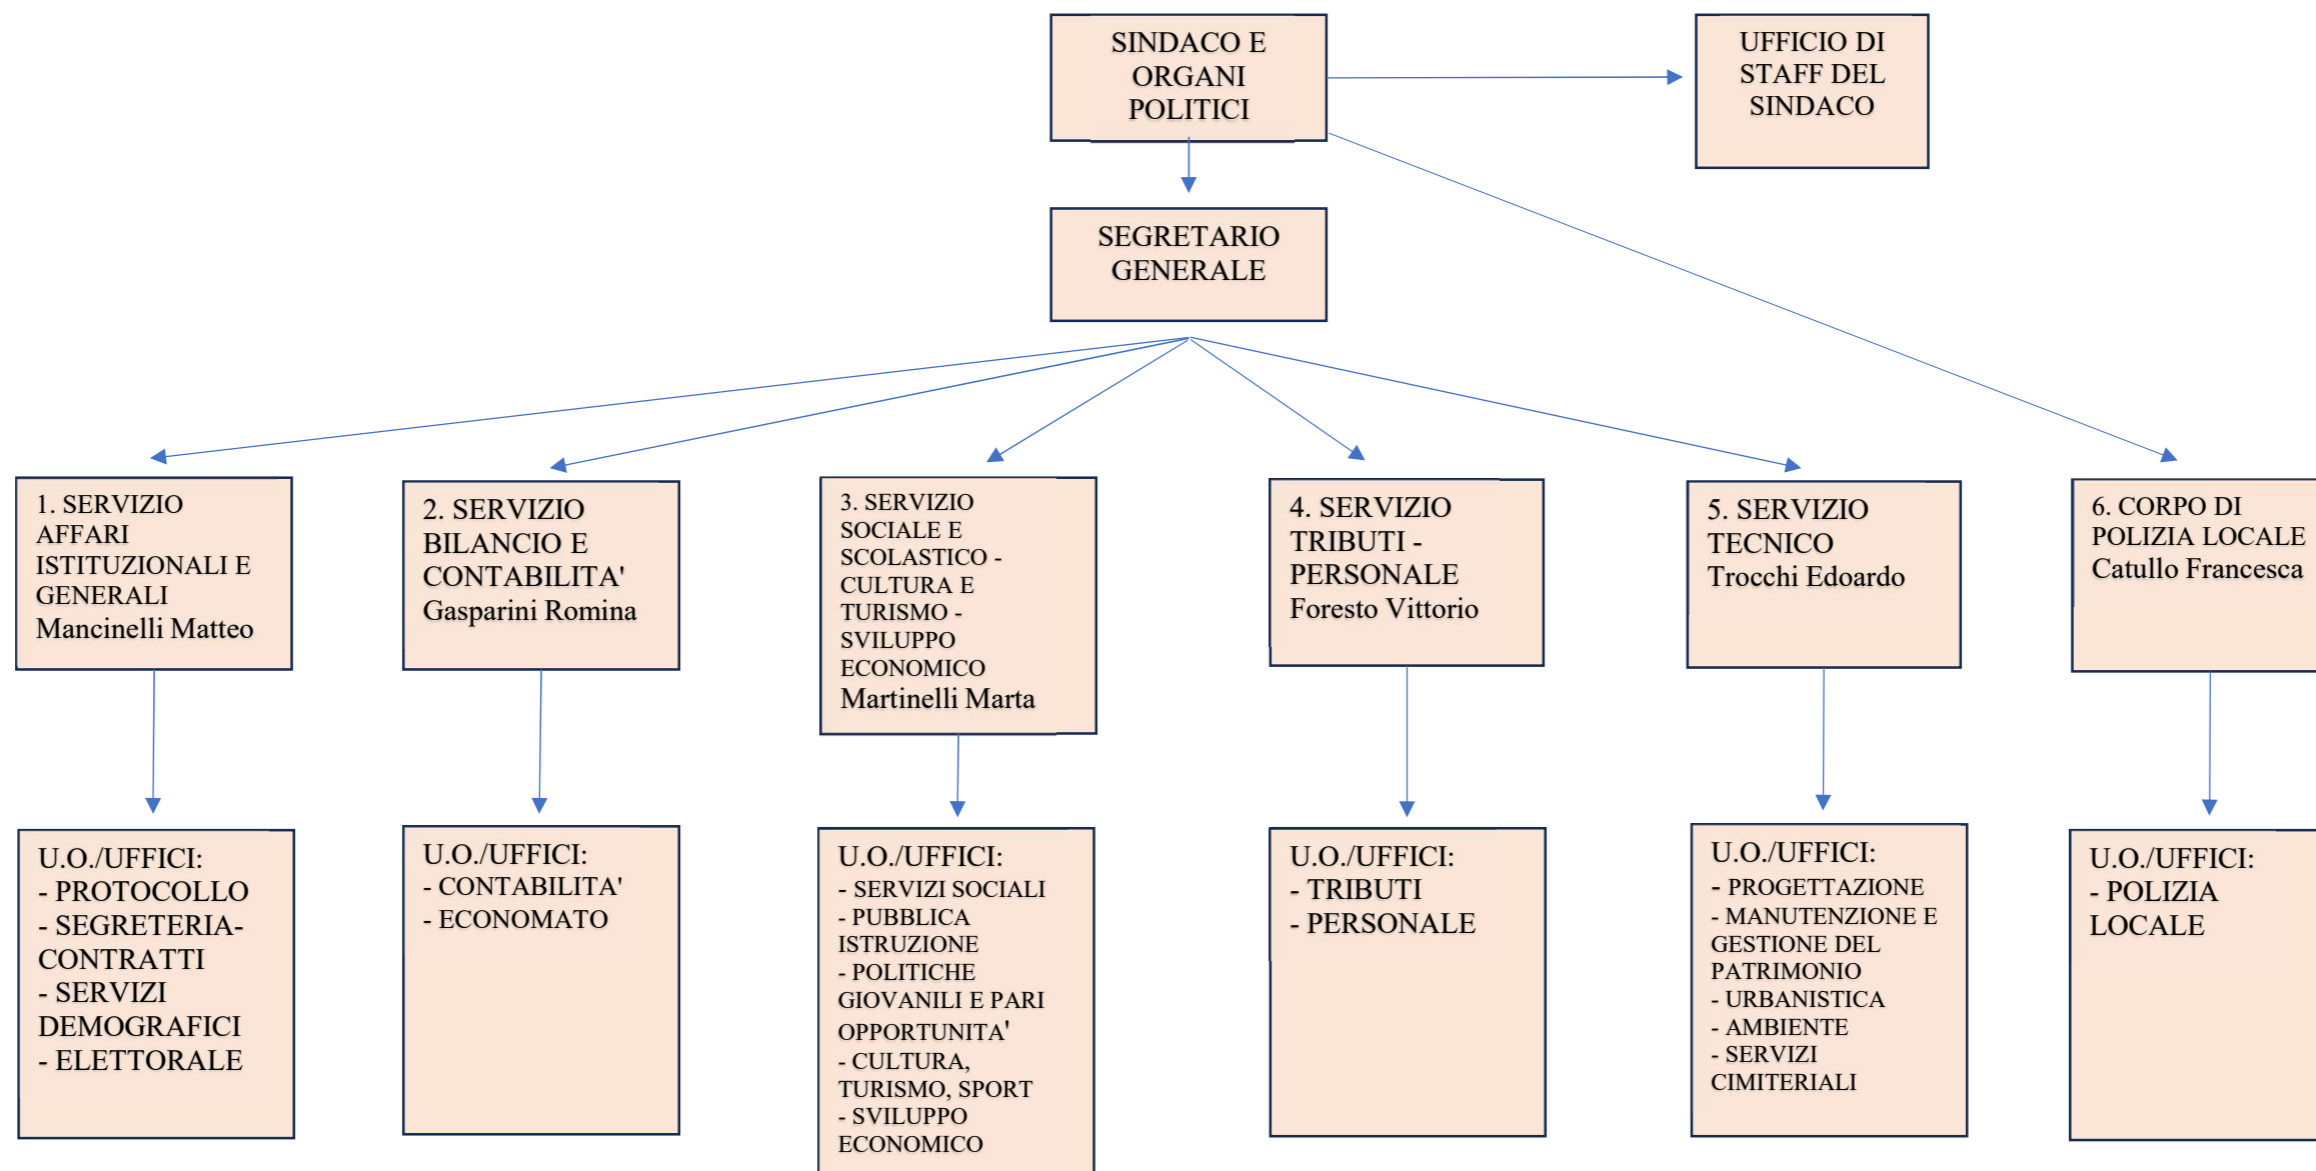 SINDACO E
ORGANI
POLITICI
UFFICIO DI
STAFF DEL
SINDACO
SEGRETARIO
GENERALE
1. SERVIZIO
AFFARI
ISTITUZIONALI E
GENERALI
Mancinelli Matteo
2. SERVIZIO
BILANCIO E
CONTABILITA'
Gasparini Romina
3. SERVIZIO
SOCIALE E
SCOLASTICO -
CULTURA E
TURISMO -
SVILUPPO
ECONOMICO
Martinelli Marta
4. SERVIZIO
TRIBUTI -
PERSONALE
Foresto Vittorio
5. SERVIZIO
TECNICO
Trocchi Edoardo
6. CORPO DI
POLIZIA LOCALE
Catullo Francesca
U.O./UFFICI:
- PROTOCOLLO
- SEGRETERIA-
CONTRATTI
- SERVIZI
DEMOGRAFICI
- ELETTORALE
U.O./UFFICI:
- CONTABILITA'
- ECONOMATO
U.O./UFFICI:
- SERVIZI SOCIALI
- PUBBLICA
ISTRUZIONE
- POLITICHE
GIOVANILI E PARI
OPPORTUNITA'
- CULTURA,
TURISMO, SPORT
- SVILUPPO
ECONOMICO
U.O./UFFICI:
- TRIBUTI
- PERSONALE
U.O./UFFICI:
- PROGETTAZIONE
- MANUTENZIONE E
GESTIONE DEL
PATRIMONIO
- URBANISTICA
- AMBIENTE
- SERVIZI
CIMITERIALI
U.O./UFFICI:
- POLIZIA
LOCALE